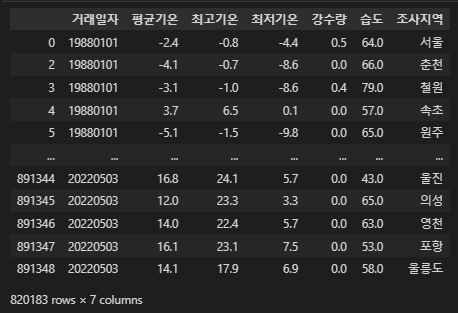 거래일자 평균기온 최고기온 최저기온 강수량 습도 조사지역
0 19880101 -2.4 -0.8 -4.4 0.5 64.0 서울
2 19880101 -4.1 -0.7 -8.6 0.0 66.0 춘천
3 19880101 -3.1 -1.0 -8.6 0.4 79.0 철원
4 19880101 3.7 6.5 0.1 0.0 57.0 속초
5 19880101 -5.1 -1.5 -9.8 0.0 65.0 원주
... ... ... ... ... ... ... ...
891344 20220503 16.8 24.1 5.7 0.0 43.0 울진
891345 20220503 12.0 23.3 3.3 0.0 65.0 의성
891346 20220503 14.0 22.4 5.7 0.0 63.0 영천
891347 20220503 16.1 23.1 7.5 0.0 53.0 포항
891348 20220503 14.1 17.9 6.9 0.0 58.0 울릉도
820183 rows × 7 columns